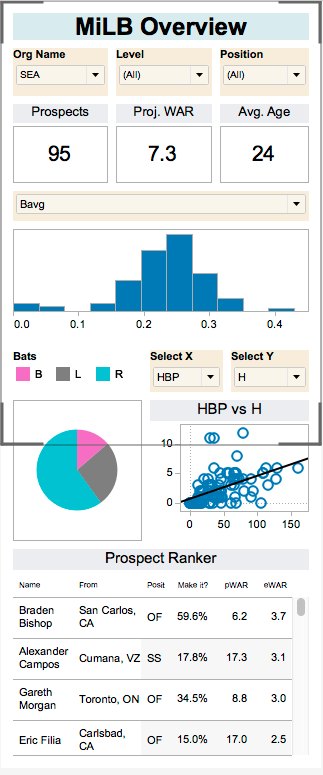 MiLB Overview
Org Name Level Position
SEA (All) (All)
Prospects Proj. WAR Avg. Age
95 7.3 24
Bavg
0.0 0.1 0.2 0.3 0.4
Bats Select X Select Y
B L R HBP H
HBP vs H
10
5
0
0 50 100 150
Prospect Ranker
Name From Posit Make it? pWAR eWAR
Braden San Carlos,
Bishop CA OF 59.6% 6.2 3.7
Alexander Cumana, VZ SS 17.8% 17.3 3.1
Campos
Gareth Toronto, ON OF 34.5% 8.8 3.0
Morgan
Eric Filia Carlsbad, OF 15.0% 17.0 2.5
CA